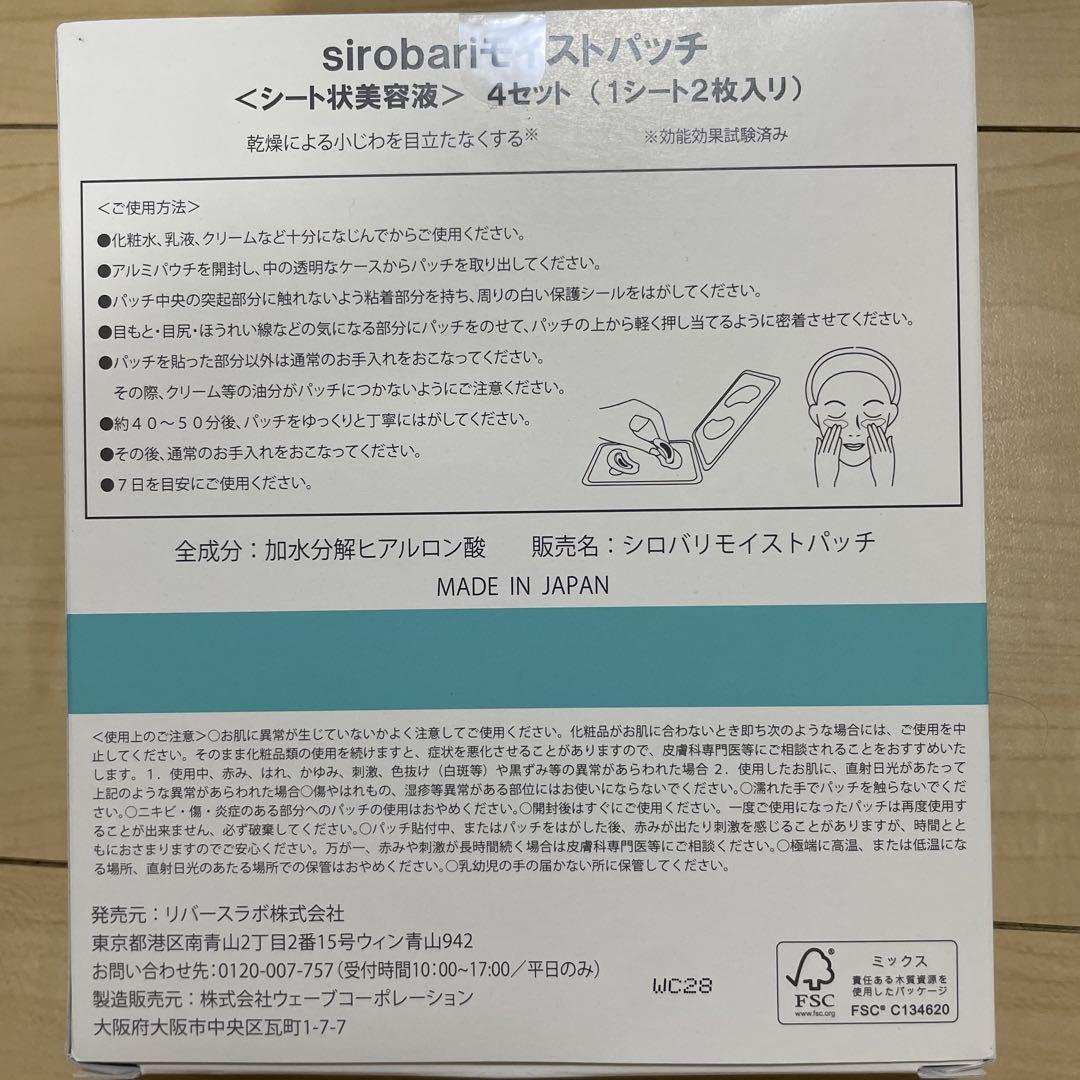 sirobariモイストパッチ
＜シート状美容液＞ 4セット（1シート2枚入り）
乾燥による小じわを目立たなくする※ ※効能効果試験済み
＜ご使用方法＞
●化粧水、乳液、クリームなど十分になじんでからご使用ください。
●アルミパウチを開封し、中の透明なケースからパッチを取り出してください。
●パッチ中央の突起部分に触れないよう粘着部分を持ち、周りの白い保護シールをはがしてください。
●目もと・目尻・ほうれい線などの気になる部分にパッチをのせて、パッチの上から軽く押し当てるように密着させてください。
●パッチを貼った部分以外は通常のお手入れをおこなってください。
その際、クリーム等の油分がパッチにつかないようにご注意ください。
●約40～50分後、パッチをゆっくりと丁寧にはがしてください。
●その後、通常のお手入れをおこなってください。
●7日を目安にご使用ください。
全成分：加水分解ヒアルロン酸 販売名：シロバリモイストパッチ
MADE IN JAPAN
＜使用上のご注意＞○お肌に異常が生じていないかよく注意してご使用ください。化粧品がお肌に合わないとき即ち次のような場合には、ご使用を中
止してください。そのまま化粧品類の使用を続けますと、症状を悪化させることがありますので、皮膚科専門医等にご相談されることをおすすめいた
します。1．使用中、赤み、はれ、かゆみ、刺激、色抜け（白斑等）や黒ずみ等の異常があらわれた場合 2．使用したお肌に、直射日光があたって
上記のような異常があらわれた場合○傷やはれもの、湿疹等異常がある部位にはお使いにならないでください。○濡れた手でパッチを触らないでくだ
さい。○ニキビ・傷・炎症のある部分へのパッチの使用はおやめください。○開封後はすぐにご使用ください。一度ご使用になったパッチは再度使用す
ることが出来ません、必ず破棄してください。○パッチ貼付中、またはパッチをはがした後、赤みが出たり刺激を感じることがありますが、時間とと
もにおさまりますのでご安心ください。万が一、赤みや刺激が長時間続く場合は皮膚科専門医等にご相談ください。○極端に高温、または低温にな
る場所、直射日光のあたる場所での保管はおやめください。○乳幼児の手の届かない所に保管してください。
発売元：リバースラボ株式会社
東京都港区南青山2丁目2番15号ウィン青山942
お問い合わせ先：0120-007-757（受付時間10：00~17:00／平日のみ）
製造販売元：株式会社ウェーブコーポレーション
大阪府大阪市中央区瓦町1-7-7
WC28
FSC
www.fsc.org
ミックス
責任ある木質資源を
使用したパッケージ
FSC® C134620